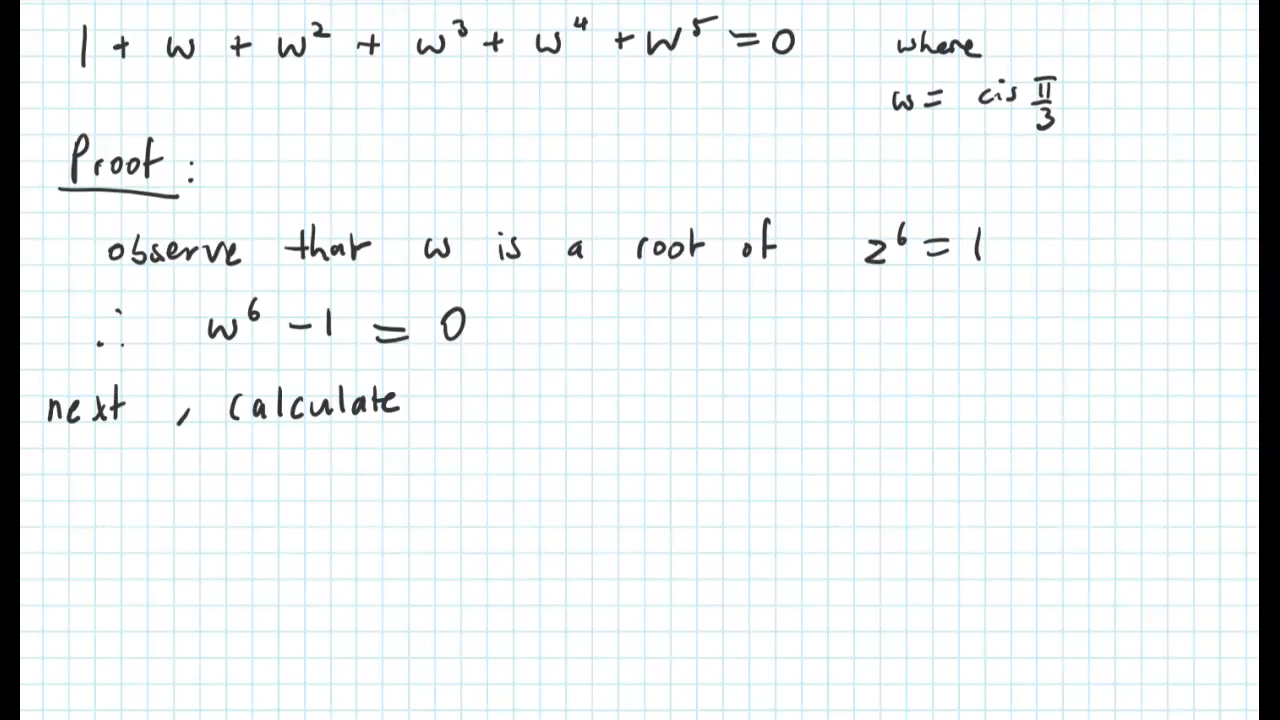 1 + w + w² + w³ + w⁴ + w⁵ = 0 where
w = cis π/3
Proof:
observe that w is a root of z⁶ = 1
∴ w⁶ - 1 = 0
next, calculate